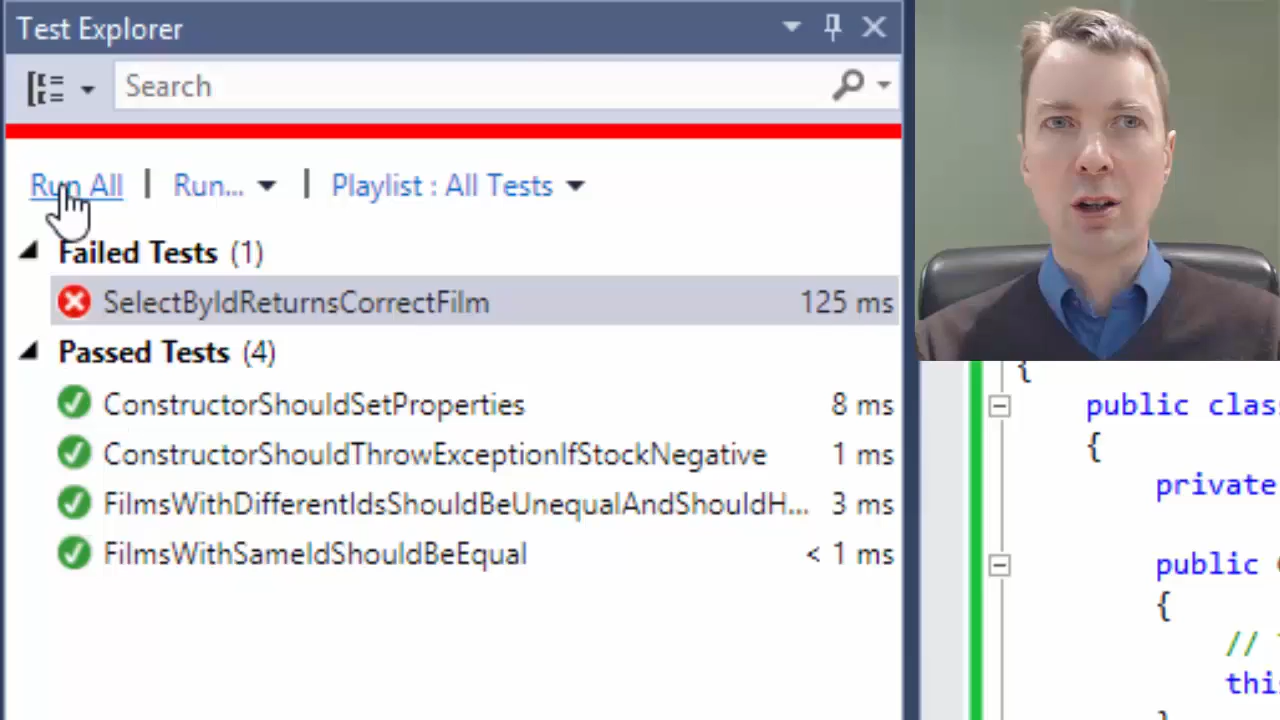 Test Explorer
Search
Run All | Run... | Playlist : All Tests
Failed Tests (1)
SelectByIdReturnsCorrectFilm 125 ms
Passed Tests (4)
ConstructorShouldSetProperties 8 ms
ConstructorShouldThrowExceptionIfStockNegative 1 ms
FilmsWithDifferentIdsShouldBeUnequalAndShouldH... 3 ms
FilmsWithSameIdShouldBeEqual < 1 ms
{
public clas
{
private
public
{
//
this
}